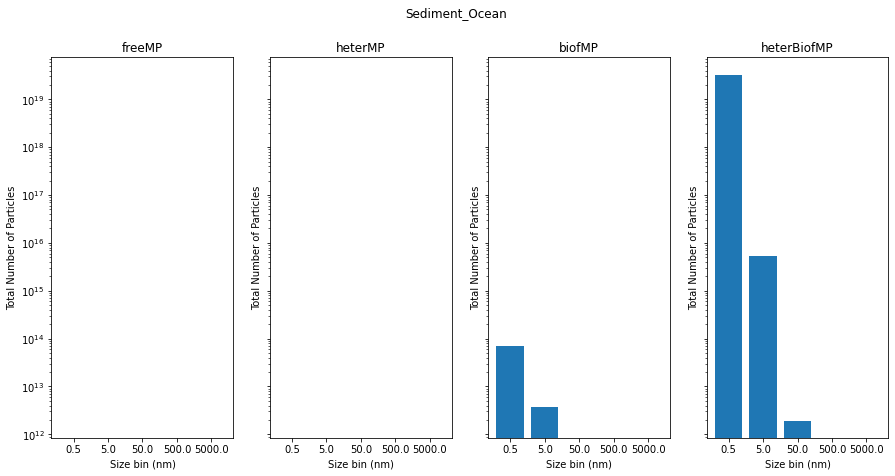 Sediment_Ocean
freeMP
heterMP
biofMP
heterBiofMP
Total Number of Particles
10^19
10^18
10^17
10^16
10^15
10^14
10^13
10^12
Total Number of Particles
Total Number of Particles
Total Number of Particles
0.5 5.0 50.0 500.0 5000.0
0.5 5.0 50.0 500.0 5000.0
0.5 5.0 50.0 500.0 5000.0
0.5 5.0 50.0 500.0 5000.0
Size bin (nm)
Size bin (nm)
Size bin (nm)
Size bin (nm)